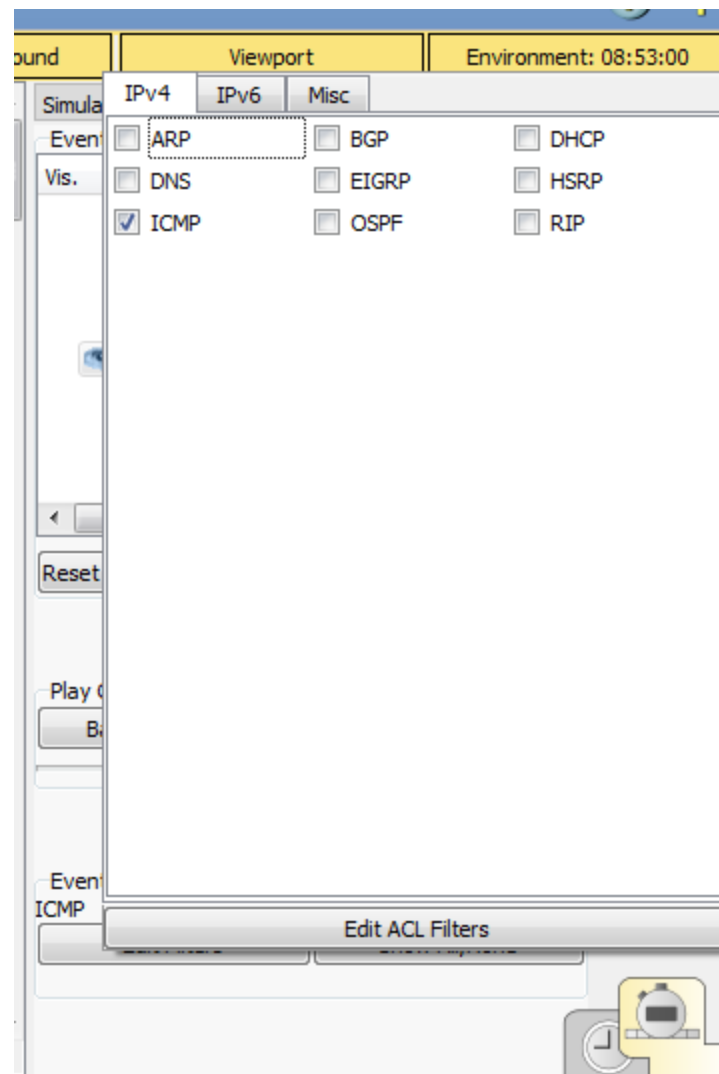 Viewport
Environment: 08:53:00
IPv4 IPv6 Misc
Simula
Event
Vis.
ARP BGP DHCP
DNS EIGRP HSRP
ICMP OSPF RIP
Reset
Play
Ba
Event
ICMP
Edit ACL Filters